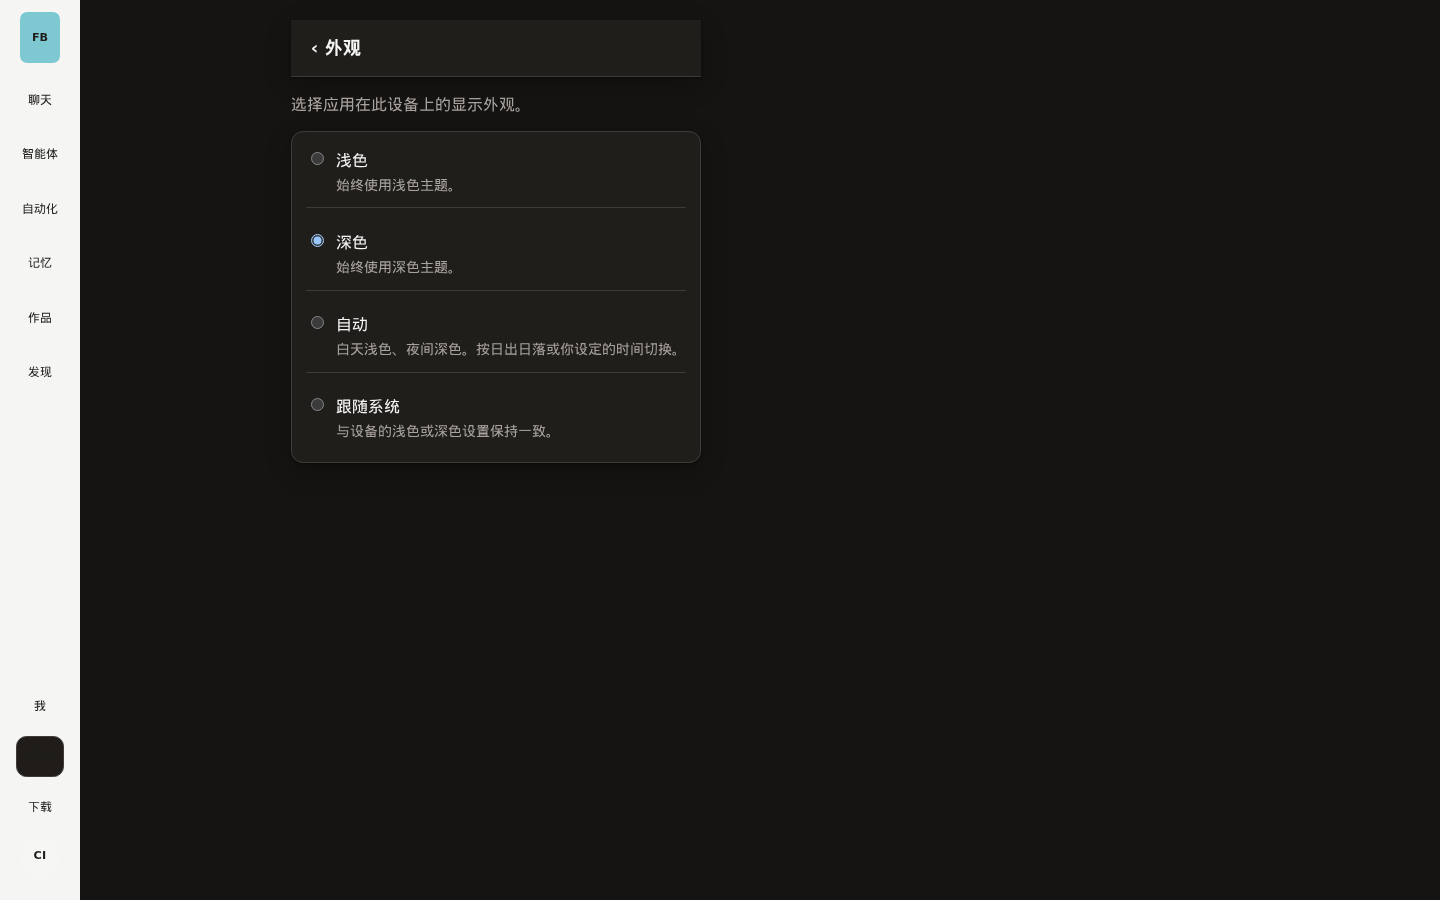 FB
聊天
智能体
自动化
记忆
作品
发现
我
下载
CI
‹ 外观
选择应用在此设备上的显示外观。
浅色
始终使用浅色主题。
深色
始终使用深色主题。
自动
白天浅色、夜间深色。按日出日落或你设定的时间切换。
跟随系统
与设备的浅色或深色设置保持一致。